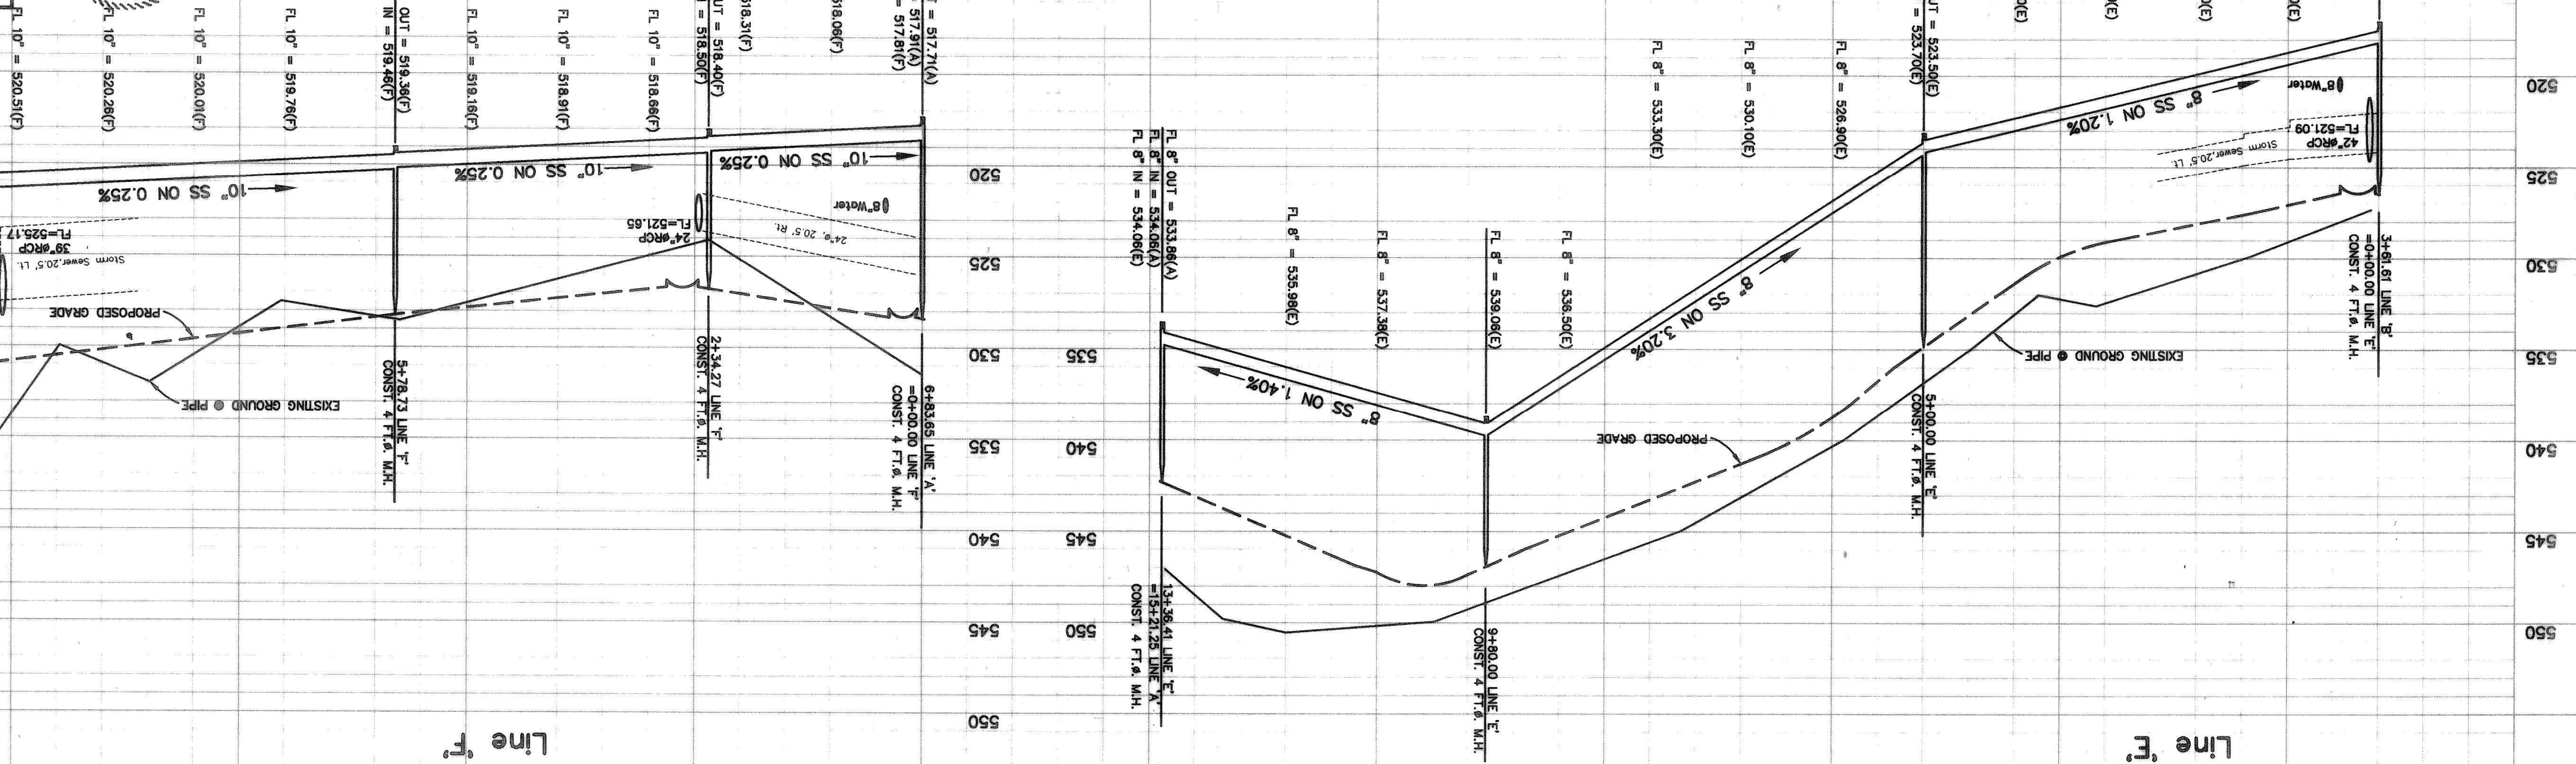 Line 'E'
Line 'F'
3+61.61 LINE 'B'
=0+00.00 LINE 'E'
CONST. 4 FT.Ø. M.H.
5+00.00 LINE 'E'
CONST. 4 FT.Ø. M.H.
9+80.00 LINE 'E'
CONST. 4 FT.Ø. M.H.
13+36.41 LINE 'E'
=15+21.25 LINE 'A'
CONST. 4 FT.Ø. M.H.
6+83.65 LINE 'A'
=0+00.00 LINE 'F'
CONST. 4 FT.Ø. M.H.
2+34.27 LINE 'F'
CONST. 4 FT.Ø. M.H.
5+78.73 LINE 'F'
CONST. 4 FT.Ø. M.H.
550
545
540
535
530
525
520
550
545
540
535
550
545
540
535
530
525
520
EXISTING GROUND @ PIPE
PROPOSED GRADE
EXISTING GROUND @ PIPE
PROPOSED GRADE
42"ØRCP
FL=521.09
Storm Sewer,20.5' Lt.
8"Water
8" SS ON 1.20%
8" SS ON 3.20%
8" SS ON 1.40%
8"Water
24"Ø, 20.5' Rt.
24"ØRCP
FL=521.65
10" SS ON 0.25%
10" SS ON 0.25%
10" SS ON 0.25%
Storm Sewer,20.5' Lt.
39"ØRCP
FL=525.17
UT = 523.50(E)
= 523.70(E)
FL 8" = 526.90(E)
FL 8" = 530.10(E)
FL 8" = 533.30(E)
FL 8" = 536.50(E)
FL 8" = 539.06(E)
FL 8" = 537.38(E)
FL 8" = 535.98(E)
FL 8" OUT = 533.86(A)
FL 8" IN = 534.06(A)
FL 8" IN = 534.06(E)
T = 517.71(A)
= 517.91(A)
= 517.81(F)
518.06(F)
518.31(F)
UT = 518.40(F)
= 518.50(F)
FL 10" = 518.66(F)
FL 10" = 518.91(F)
FL 10" = 519.16(F)
OUT = 519.36(F)
IN = 519.46(F)
FL 10" = 519.76(F)
FL 10" = 520.01(F)
FL 10" = 520.26(F)
FL 10" = 520.51(F)
0(E)
0(E)
0(E)
0(E)